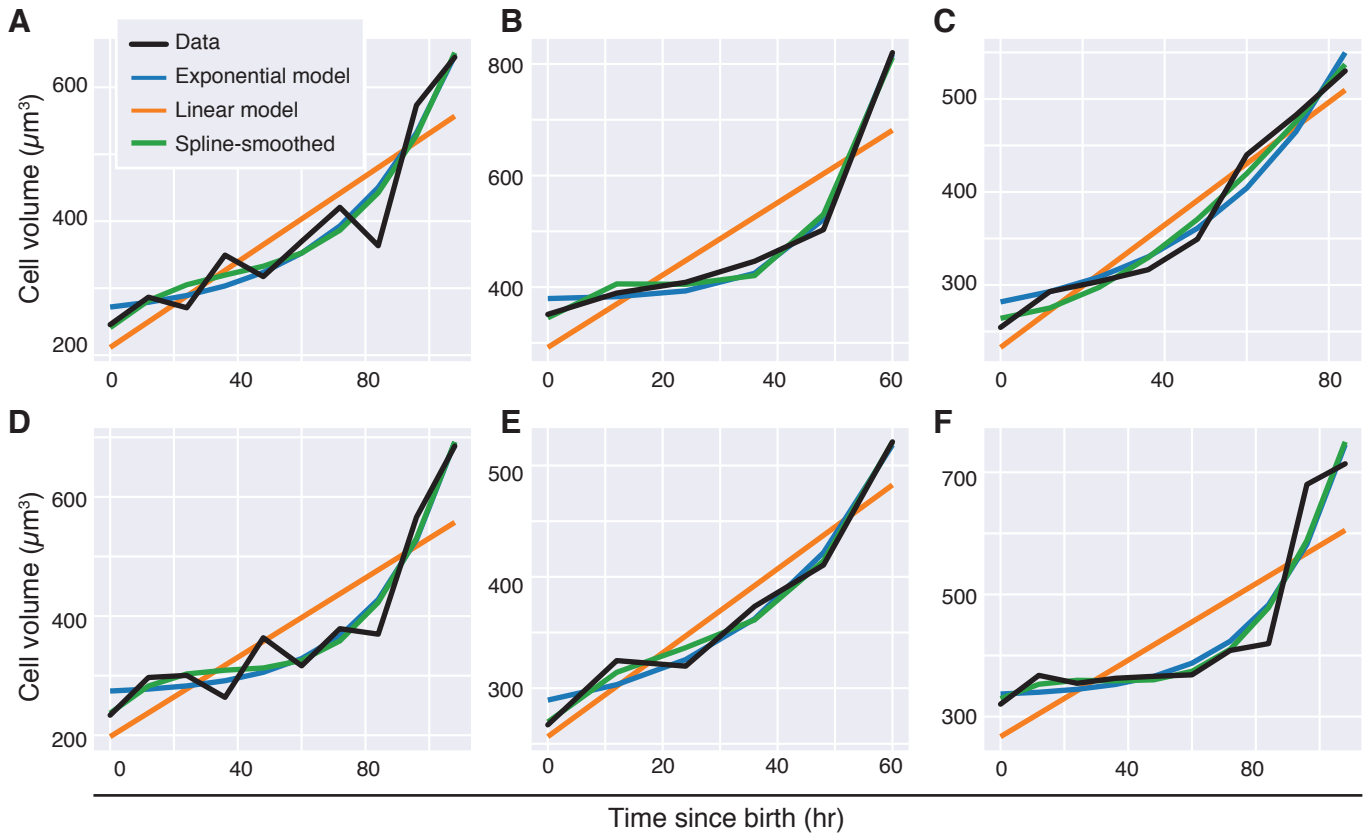 A
B
C
Data
Exponential model
Linear model
Spline-smoothed
Cell volume (µm³)
600
400
200
0 40 80
800
600
400
0 20 40 60
500
400
300
0 40 80
D
E
F
Cell volume (µm³)
600
400
200
0 40 80
500
400
300
0 20 40 60
700
500
300
0 40 80
Time since birth (hr)